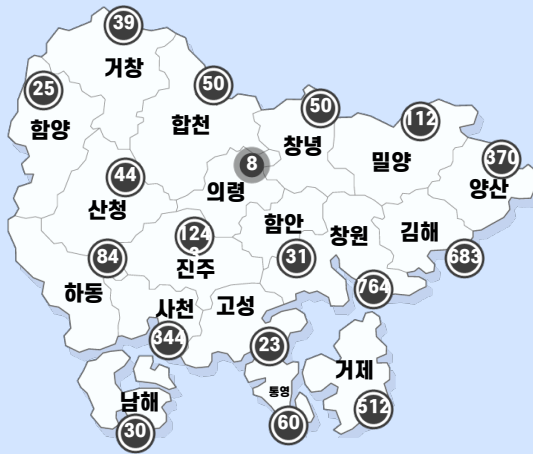 39
거창
25
함양
50
합천
50
창녕
112
밀양
370
양산
44
산청
8
의령
함안
31
창원
764
김해
683
84
하동
1248
진주
사천
344
고성
23
통영
60
거제
512
남해
30